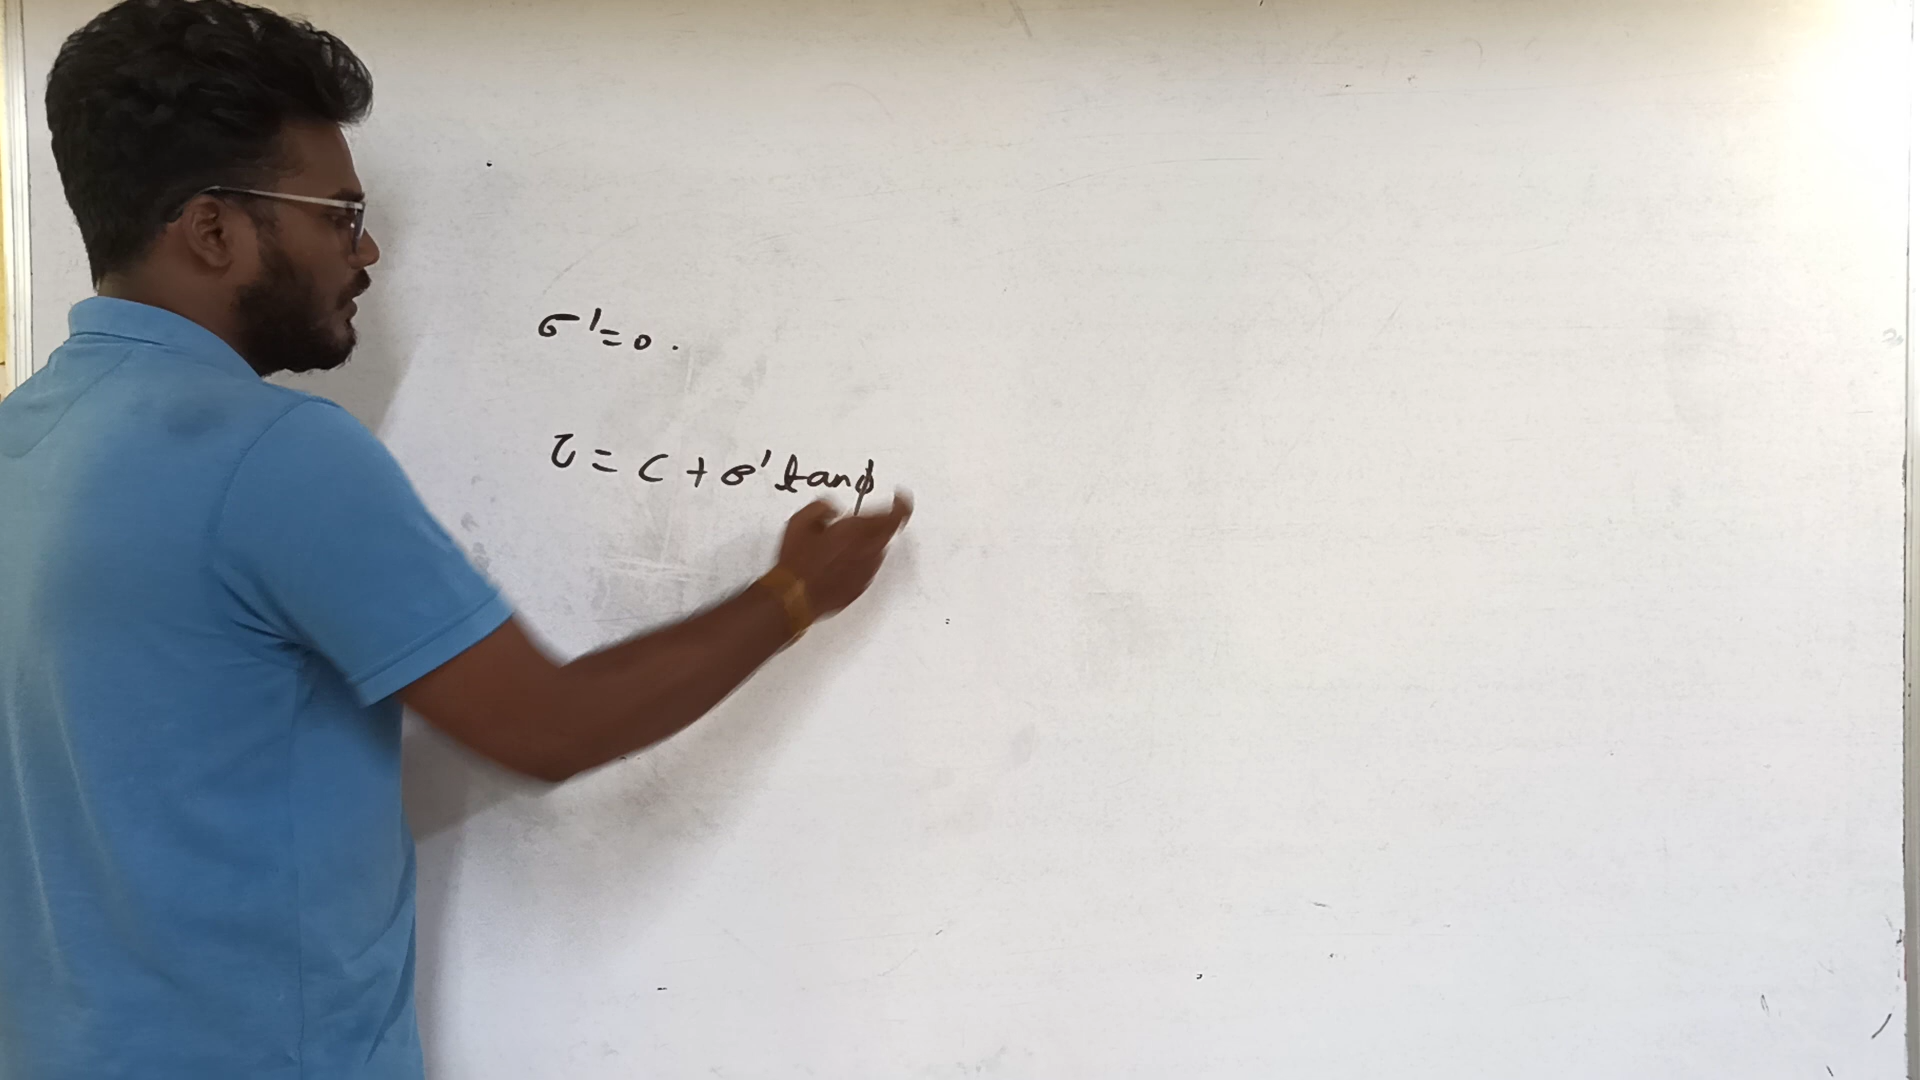 σ'=0.
τ = C + σ' tanϕ